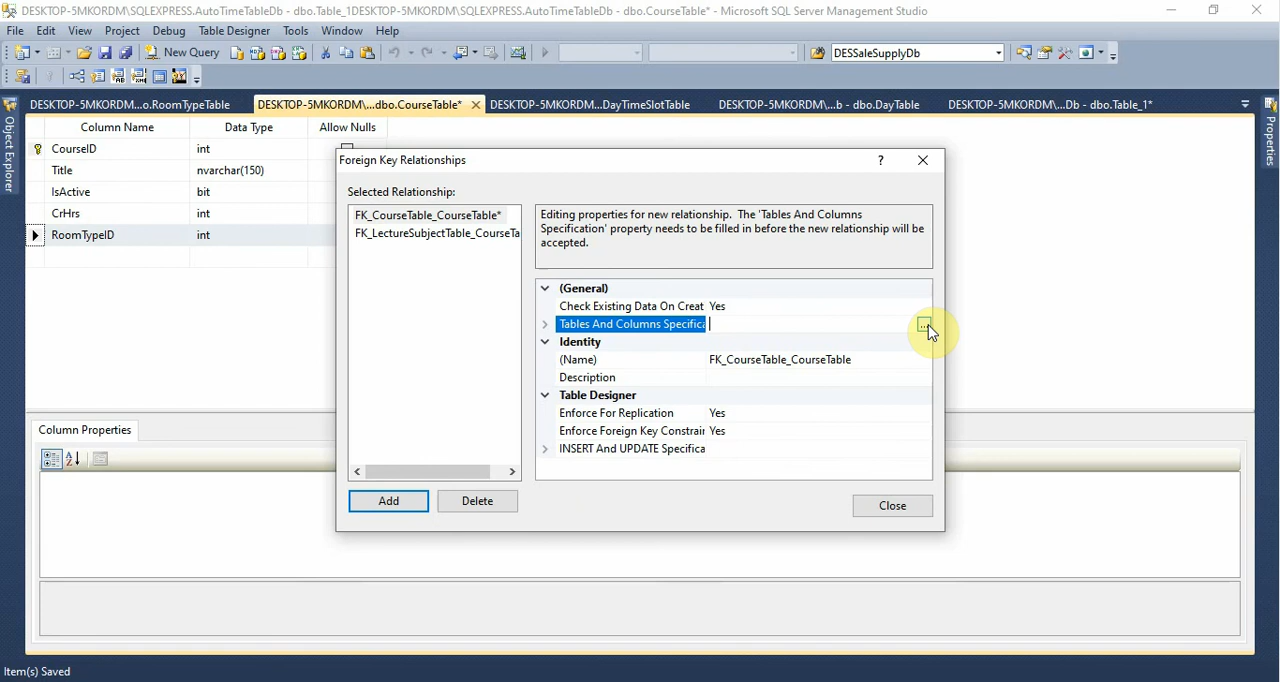 DESKTOP-5MKORDM\SQLEXPRESS.AutoTimeTableDb - dbo.Table_1DESKTOP-5MKORDM\SQLEXPRESS.AutoTimeTableDb - dbo.CourseTable* - Microsoft SQL Server Management Studio
File Edit View Project Debug Table Designer Tools Window Help
New Query DESSaleSupplyDb
DESKTOP-5MKORDM...o.RoomTypeTable DESKTOP-5MKORDM\...dbo.CourseTable* DESKTOP-5MKORDM...DayTimeSlotTable DESKTOP-5MKORDM\...b - dbo.DayTable DESKTOP-5MKORDM\...Db - dbo.Table_1*
Object Explorer
Properties
Column Name Data Type Allow Nulls
CourseID int
Title nvarchar(150)
IsActive bit
CrHrs int
RoomTypeID int
Foreign Key Relationships ?
Selected Relationship:
FK_CourseTable_CourseTable*
FK_LectureSubjectTable_CourseTa
Editing properties for new relationship. The 'Tables And Columns
Specification' property needs to be filled in before the new relationship will be
accepted.
(General)
Check Existing Data On Creat Yes
Tables And Columns Specifica ...
Identity
(Name) FK_CourseTable_CourseTable
Description
Table Designer
Enforce For Replication Yes
Enforce Foreign Key Constrain Yes
INSERT And UPDATE Specifica
Add Delete Close
Column Properties
Item(s) Saved